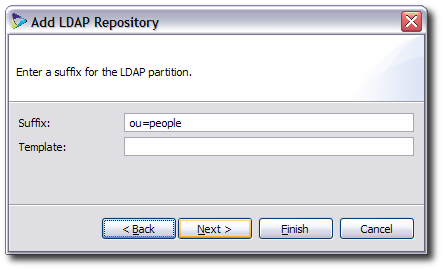 Add LDAP Repository
Enter a suffix for the LDAP partition.
Suffix: ou=people
Template:
< Back Next > Finish Cancel